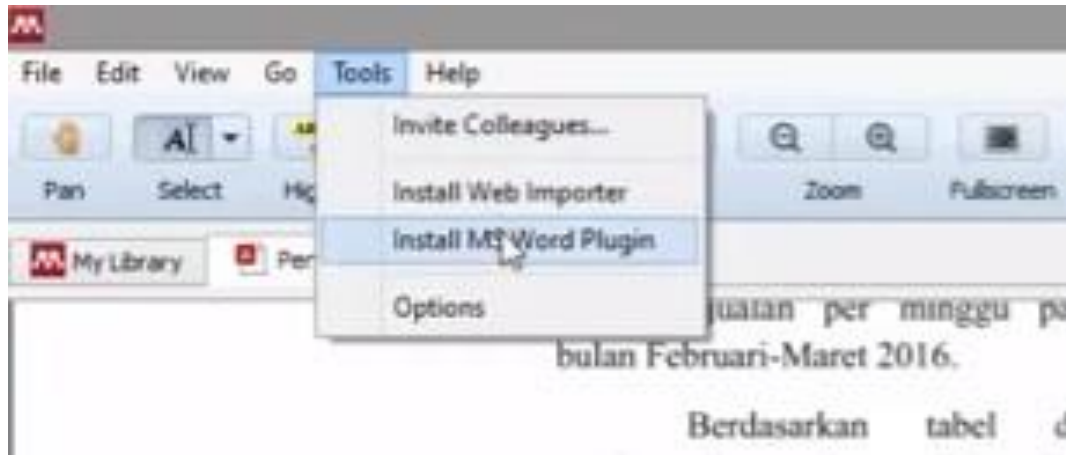 File Edit View Go Tools Help
Invite Colleagues...
Install Web Importer
Install MS Word Plugin
Options
Pan Select Zoom Fullscreen
My Library
per minggu
bulan Februari-Maret 2016.
Berdasarkan tabel